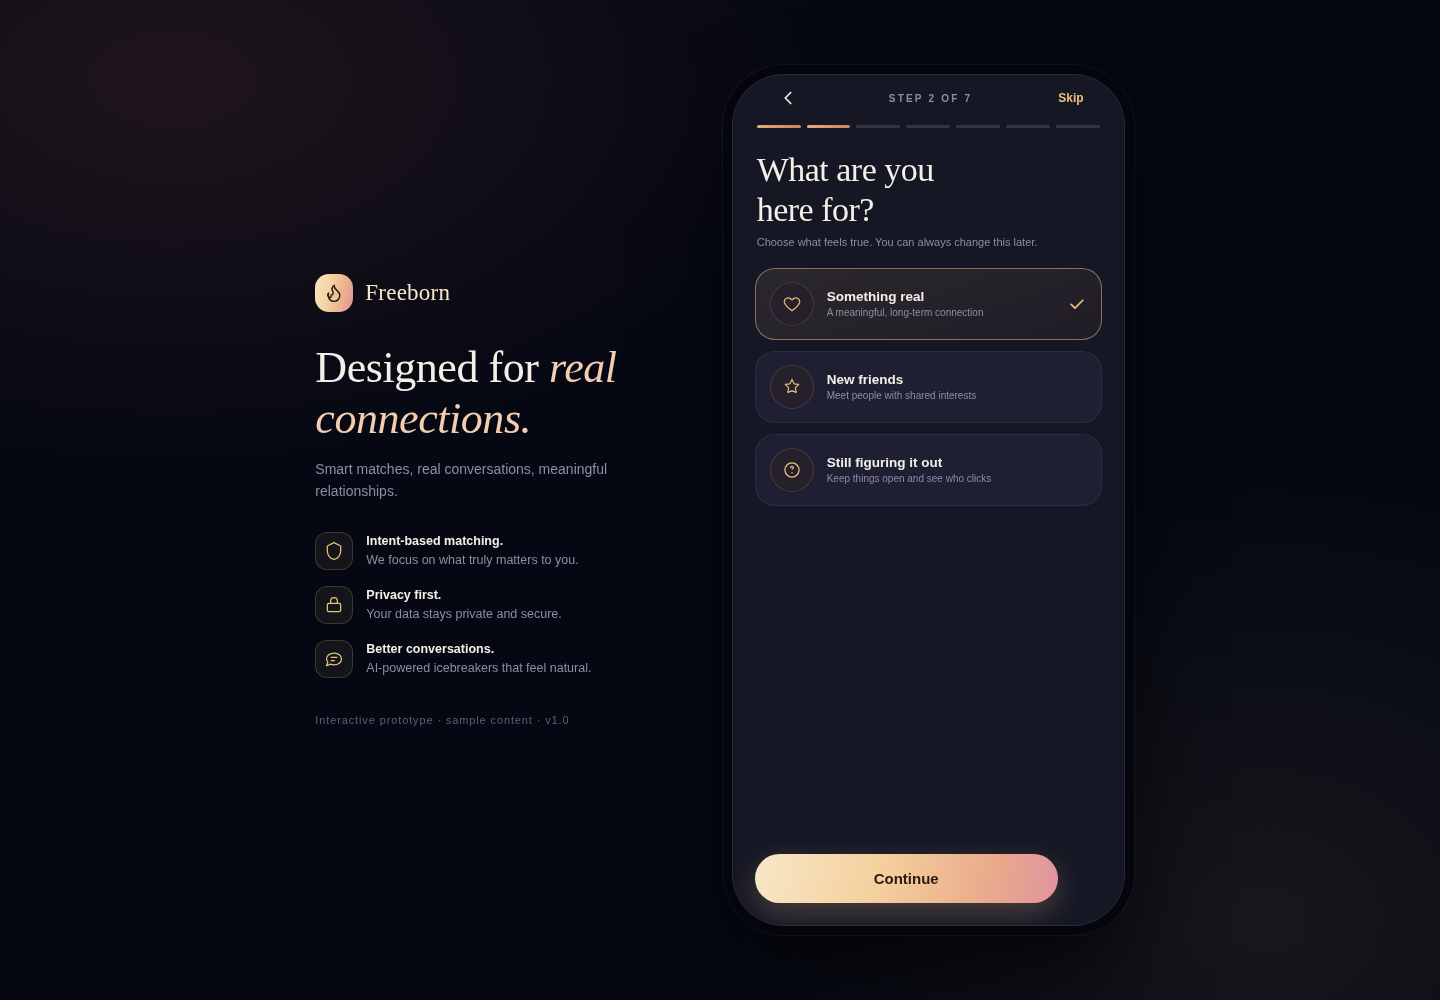 Freeborn
Designed for real
connections.
Smart matches, real conversations, meaningful
relationships.
Intent-based matching.
We focus on what truly matters to you.
Privacy first.
Your data stays private and secure.
Better conversations.
AI-powered icebreakers that feel natural.
Interactive prototype · sample content · v1.0
STEP 2 OF 7
Skip
What are you
here for?
Choose what feels true. You can always change this later.
Something real
A meaningful, long-term connection
New friends
Meet people with shared interests
Still figuring it out
Keep things open and see who clicks
Continue